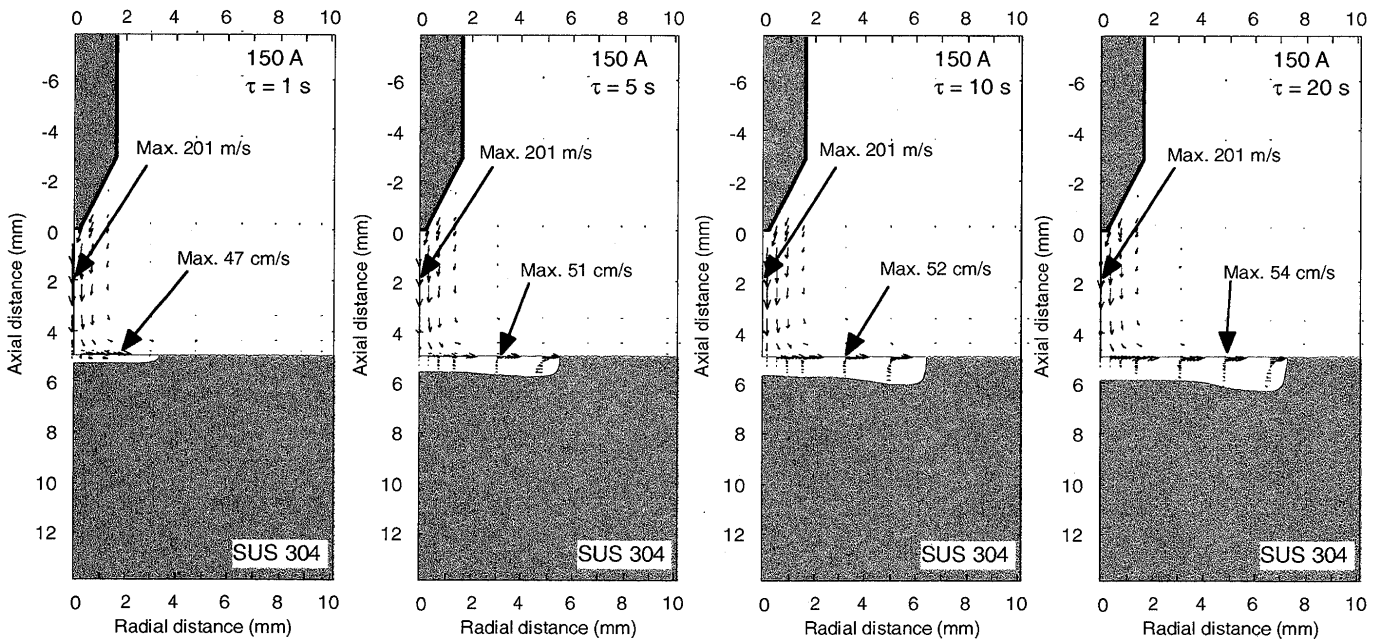 0 2 4 6 8 10
150 A
τ = 1 s
-6
-4
-2
0
2
4
6
8
10
12
Axial distance (mm)
Max. 201 m/s
Max. 47 cm/s
SUS 304
0 2 4 6 8 10
Radial distance (mm)
0 2 4 6 8 10
150 A
τ = 5 s
-6
-4
-2
0
2
4
6
8
10
12
Axial distance (mm)
Max. 201 m/s
Max. 51 cm/s
SUS 304
0 2 4 6 8 10
Radial distance (mm)
0 2 4 6 8 10
150 A
τ = 10 s
-6
-4
-2
0
2
4
6
8
10
12
Axial distance (mm)
Max. 201 m/s
Max. 52 cm/s
SUS 304
0 2 4 6 8 10
Radial distance (mm)
0 2 4 6 8 10
150 A
τ = 20 s
-6
-4
-2
0
2
4
6
8
10
12
Axial distance (mm)
Max. 201 m/s
Max. 54 cm/s
SUS 304
0 2 4 6 8 10
Radial distance (mm)